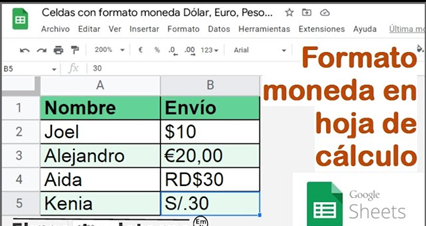 Celdas con formato moneda Dólar, Euro, Peso...
Archivo Editar Ver Insertar Formato Datos Herramientas Extensiones Ayuda Última m
200% € % .0 .00 123 Arial
B5 fx 30
A B
1 Nombre Envío
2 Joel $10
3 Alejandro €20,00
4 Aida RD$30
5 Kenia S/.30
Formato
moneda en
hoja de
cálculo
Google
Sheets